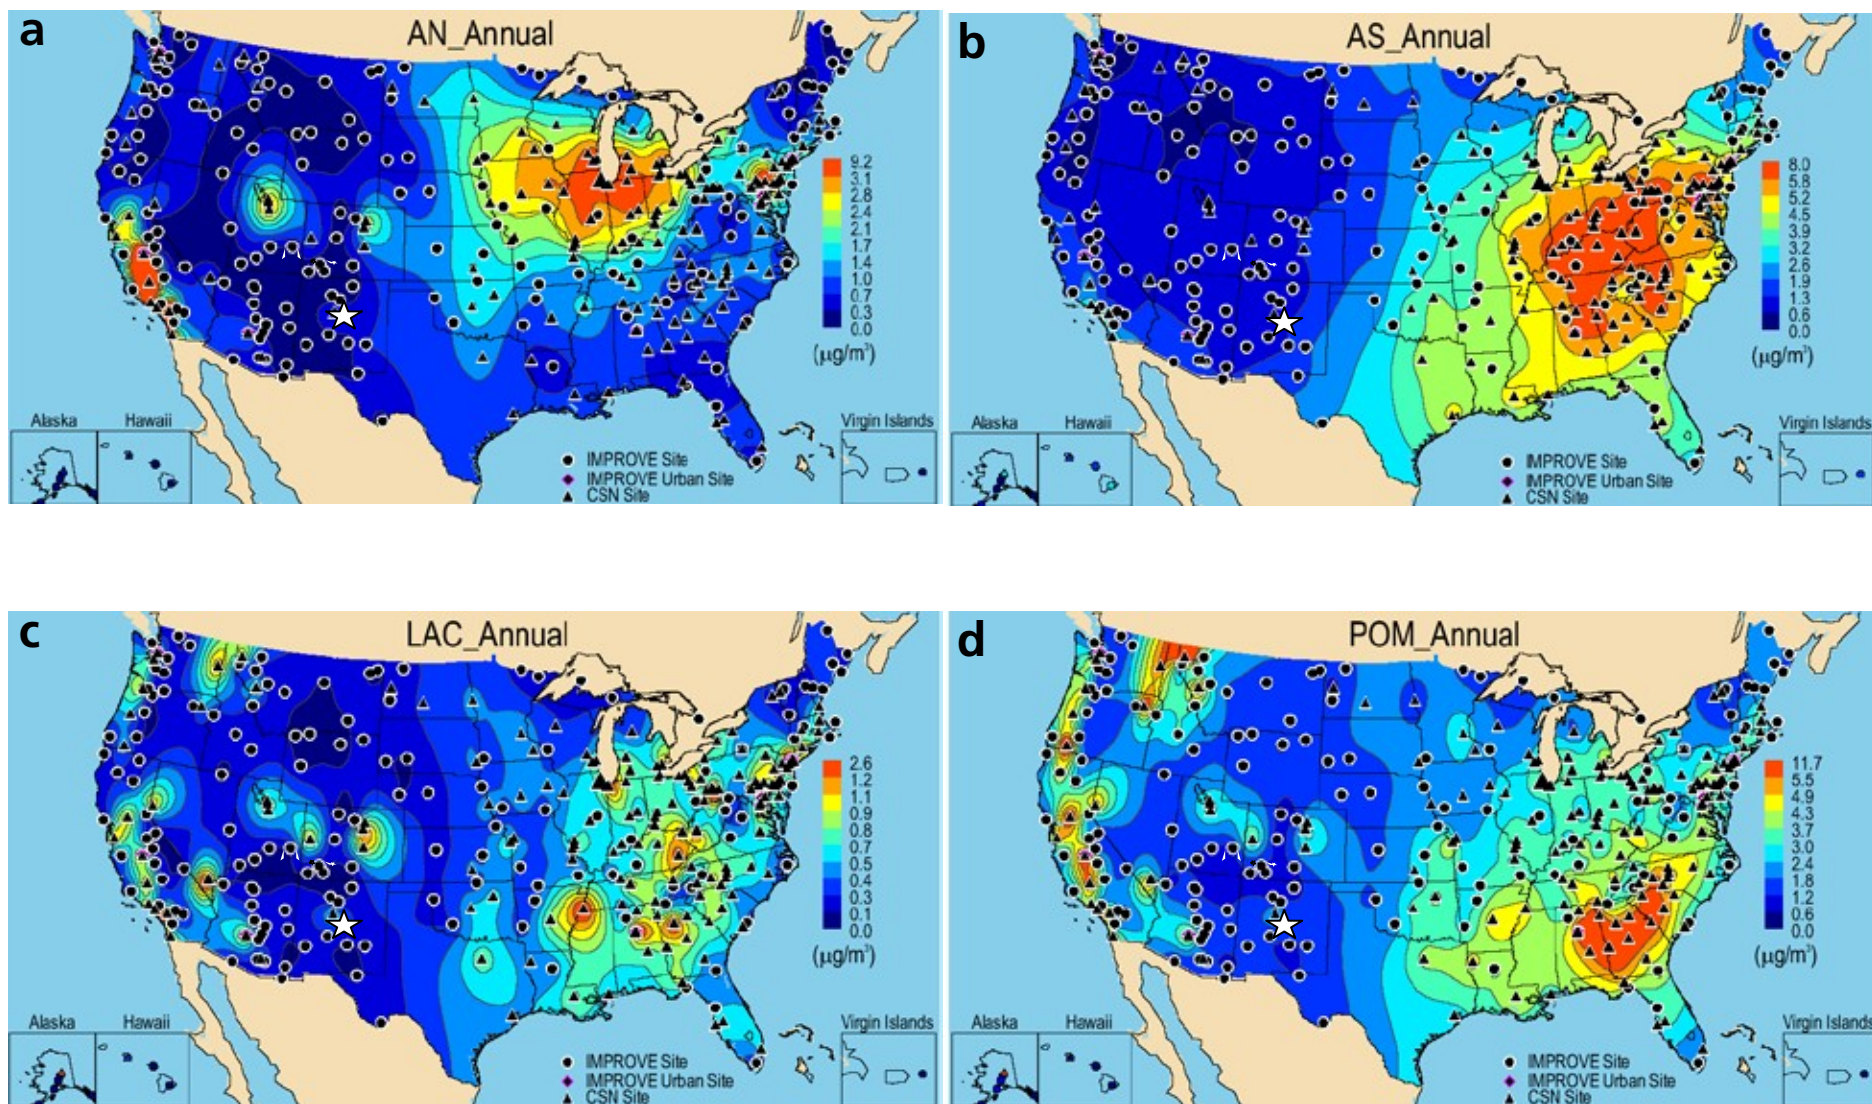 a
AN_Annual
9.2
3.1
2.8
2.4
2.1
1.7
1.4
1.0
0.7
0.3
0.0
(μg/m³)
Alaska
Hawaii
Virgin Islands
IMPROVE Site
IMPROVE Urban Site
CSN Site
b
AS_Annual
8.0
5.8
5.2
4.5
3.9
3.2
2.6
1.9
1.3
0.6
0.0
(μg/m³)
Alaska
Hawaii
Virgin Islands
IMPROVE Site
IMPROVE Urban Site
CSN Site
c
LAC_Annual
2.6
1.2
1.1
0.9
0.8
0.7
0.5
0.4
0.3
0.1
0.0
(μg/m³)
Alaska
Hawaii
Virgin Islands
IMPROVE Site
IMPROVE Urban Site
CSN Site
d
POM_Annual
11.7
5.5
4.9
4.3
3.7
3.0
2.4
1.8
1.2
0.6
0.0
(μg/m³)
Alaska
Hawaii
Virgin Islands
IMPROVE Site
IMPROVE Urban Site
CSN Site